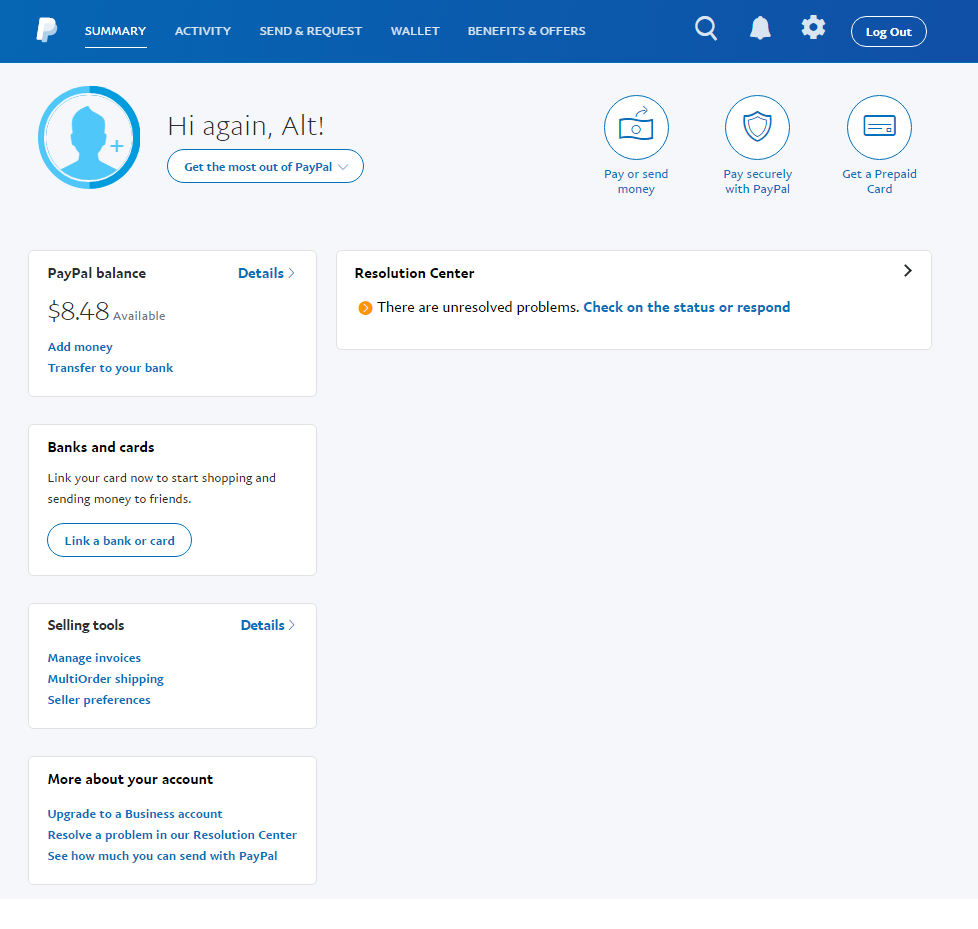 SUMMARY ACTIVITY SEND & REQUEST WALLET BENEFITS & OFFERS Log Out
Hi again, Alt!
Get the most out of PayPal
Pay or send
money
Pay securely
with PayPal
Get a Prepaid
Card
PayPal balance Details
$8.48 Available
Add money
Transfer to your bank
Resolution Center
There are unresolved problems. Check on the status or respond
Banks and cards
Link your card now to start shopping and
sending money to friends.
Link a bank or card
Selling tools Details
Manage invoices
MultiOrder shipping
Seller preferences
More about your account
Upgrade to a Business account
Resolve a problem in our Resolution Center
See how much you can send with PayPal